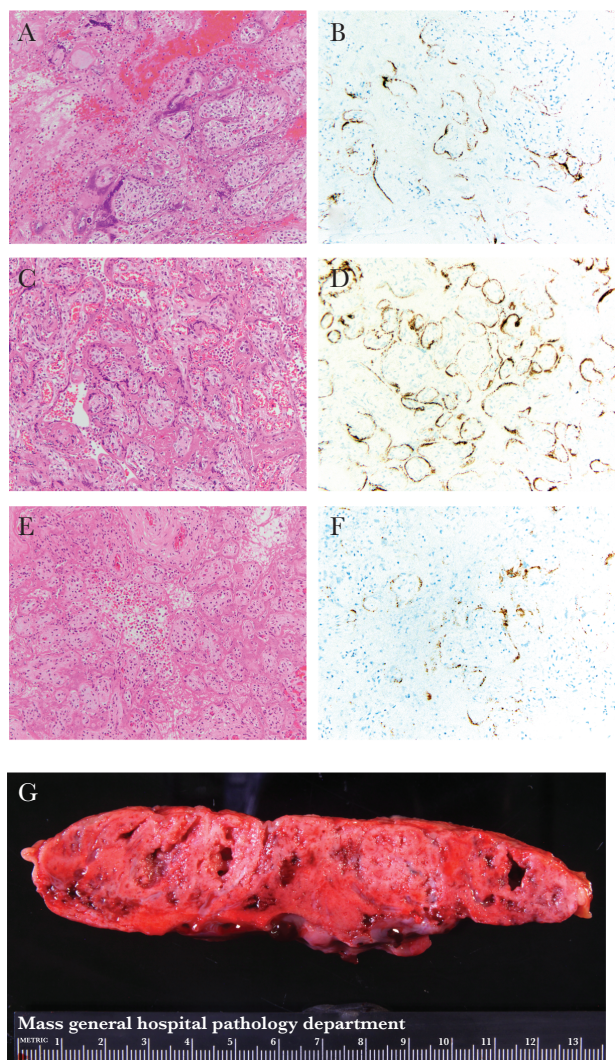 A
B
C
D
E
F
G
Mass general hospital pathology department
METRIC 1 2 3 4 5 6 7 8 9 10 11 12 13